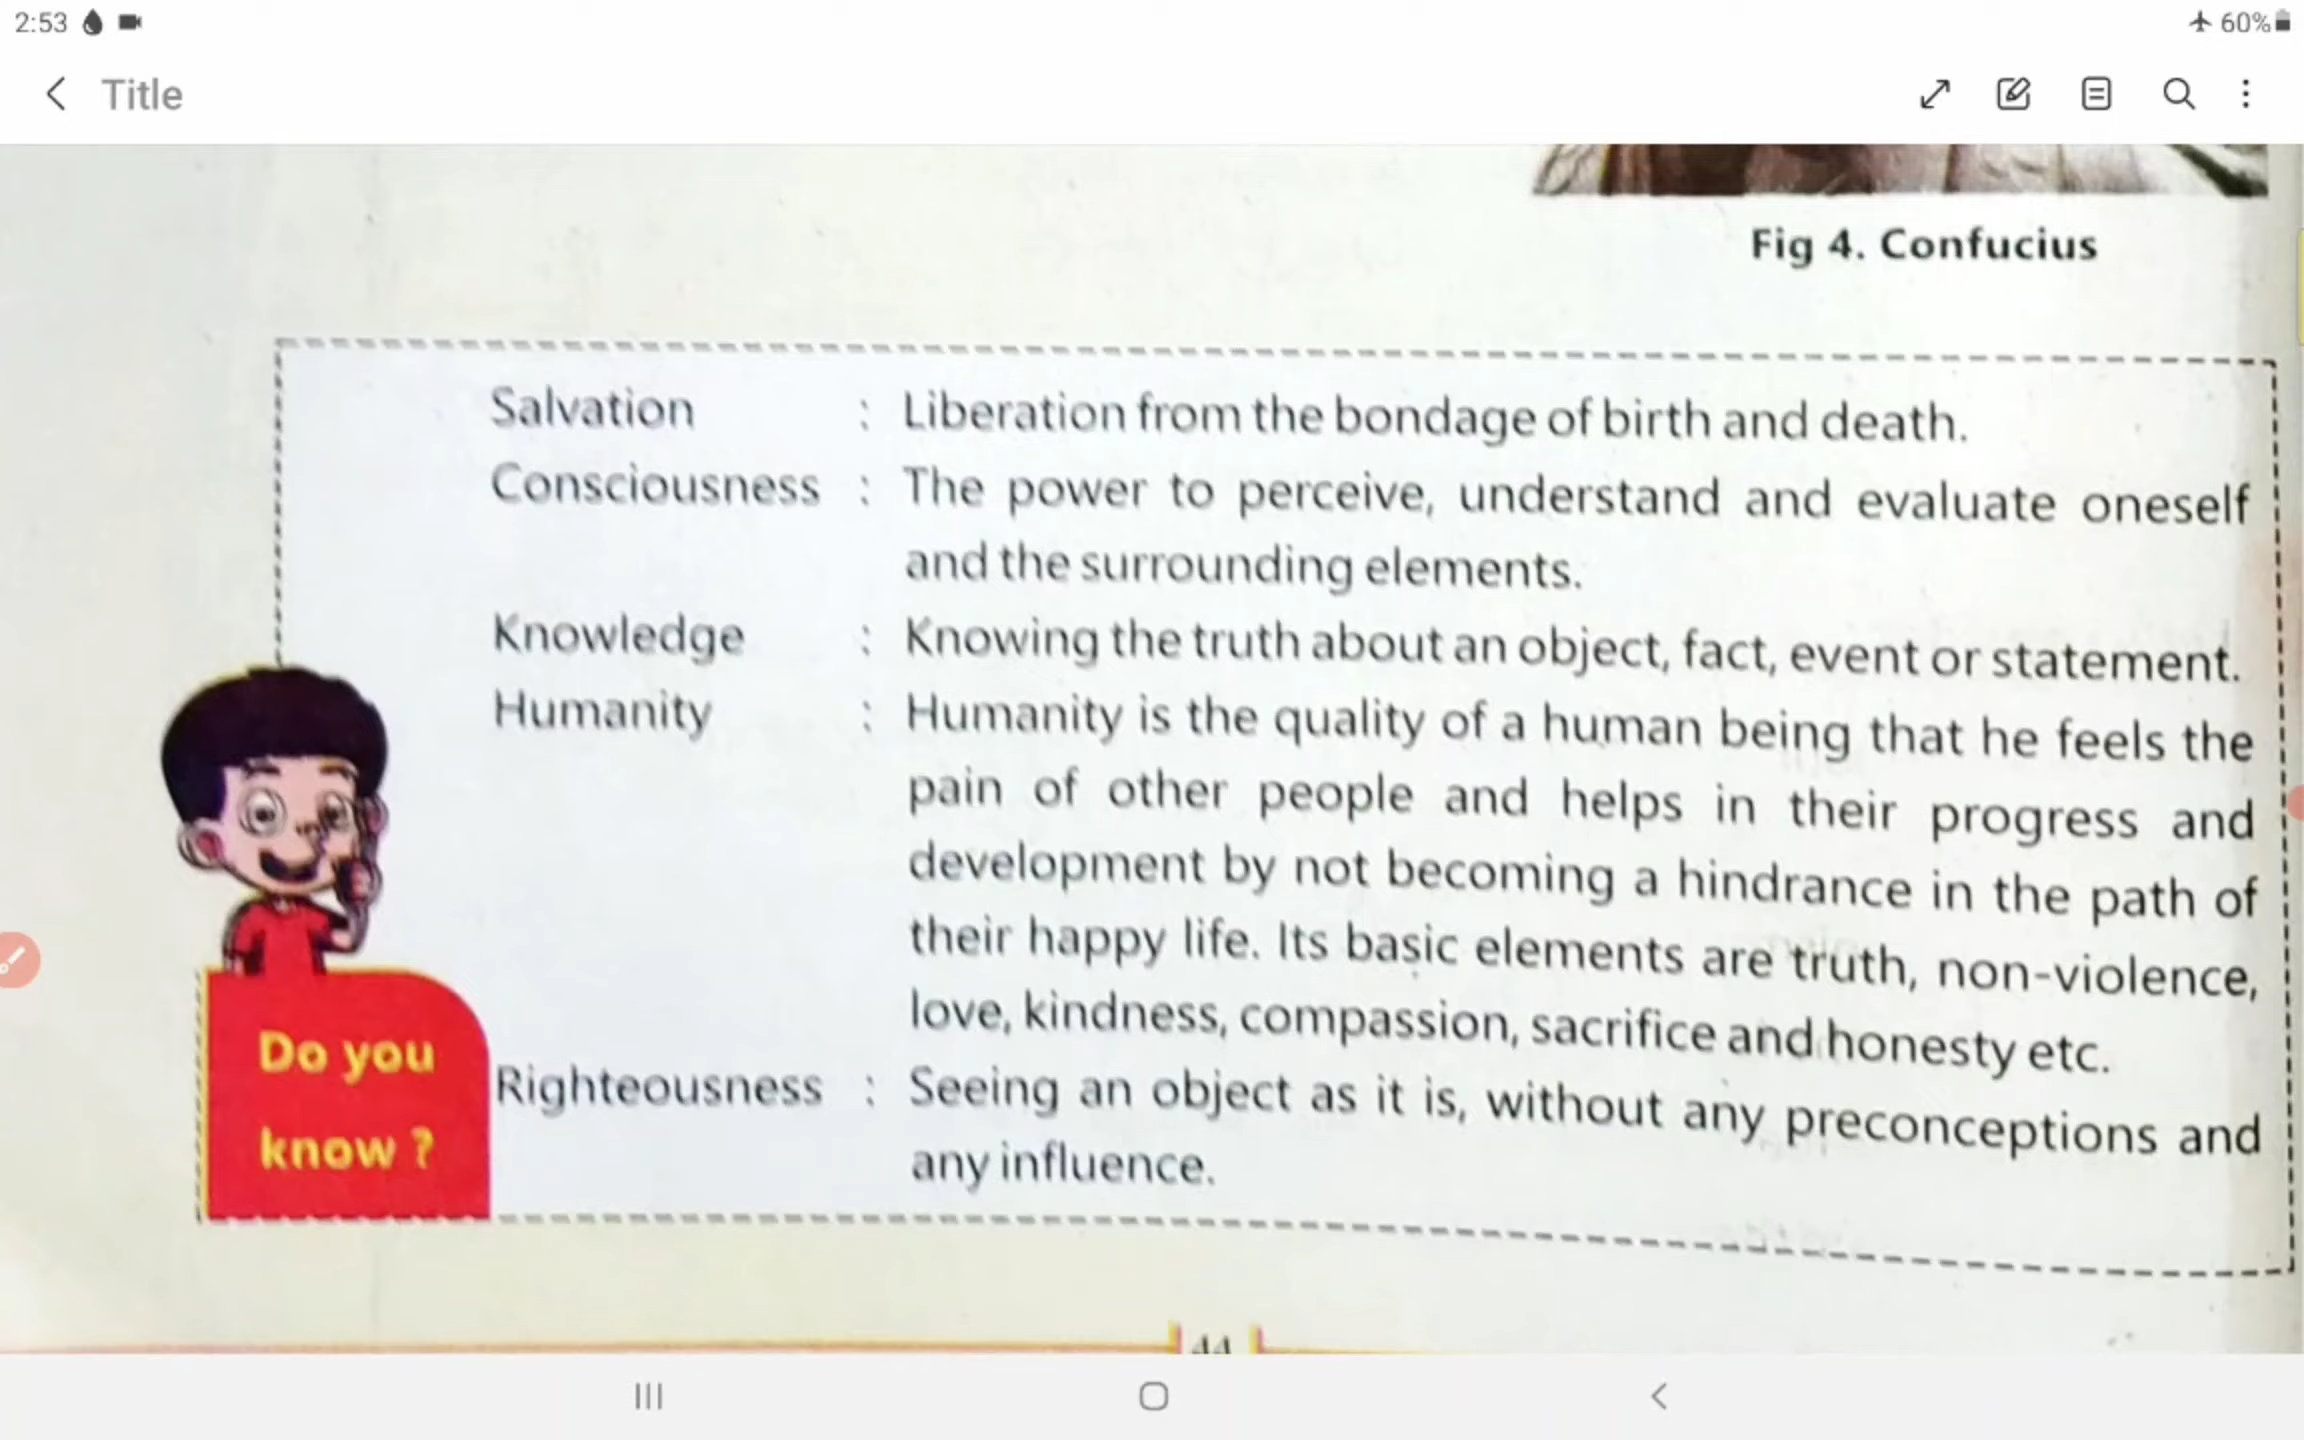 2:53
60%
Title
Fig 4. Confucius
Salvation : Liberation from the bondage of birth and death.
Consciousness : The power to perceive, understand and evaluate oneself
and the surrounding elements.
Knowledge : Knowing the truth about an object, fact, event or statement.
Humanity : Humanity is the quality of a human being that he feels the
pain of other people and helps in their progress and
development by not becoming a hindrance in the path of
their happy life. Its basic elements are truth, non-violence,
love, kindness, compassion, sacrifice and honesty etc.
Righteousness : Seeing an object as it is, without any preconceptions and
any influence.
Do you
know ?
44